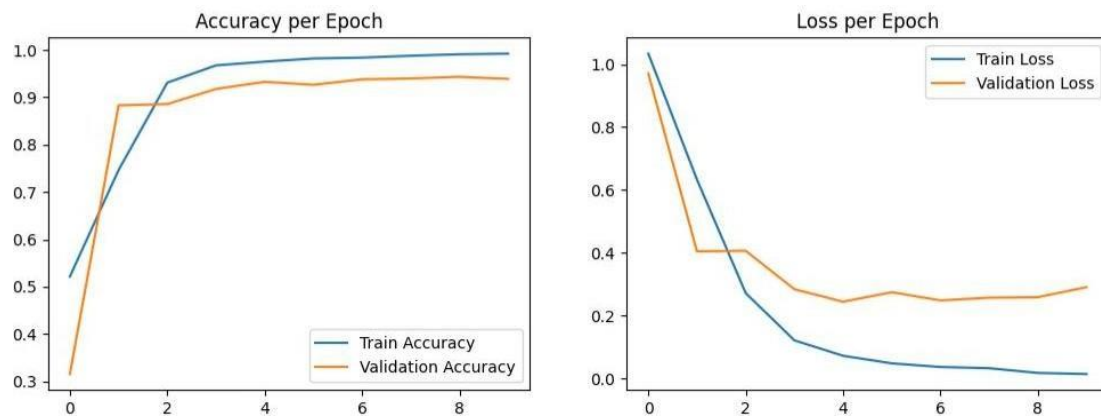 Accuracy per Epoch
1.0
0.9
0.8
0.7
0.6
0.5
0.4
0.3
0 2 4 6 8
Train Accuracy
Validation Accuracy
Loss per Epoch
1.0
0.8
0.6
0.4
0.2
0.0
0 2 4 6 8
Train Loss
Validation Loss